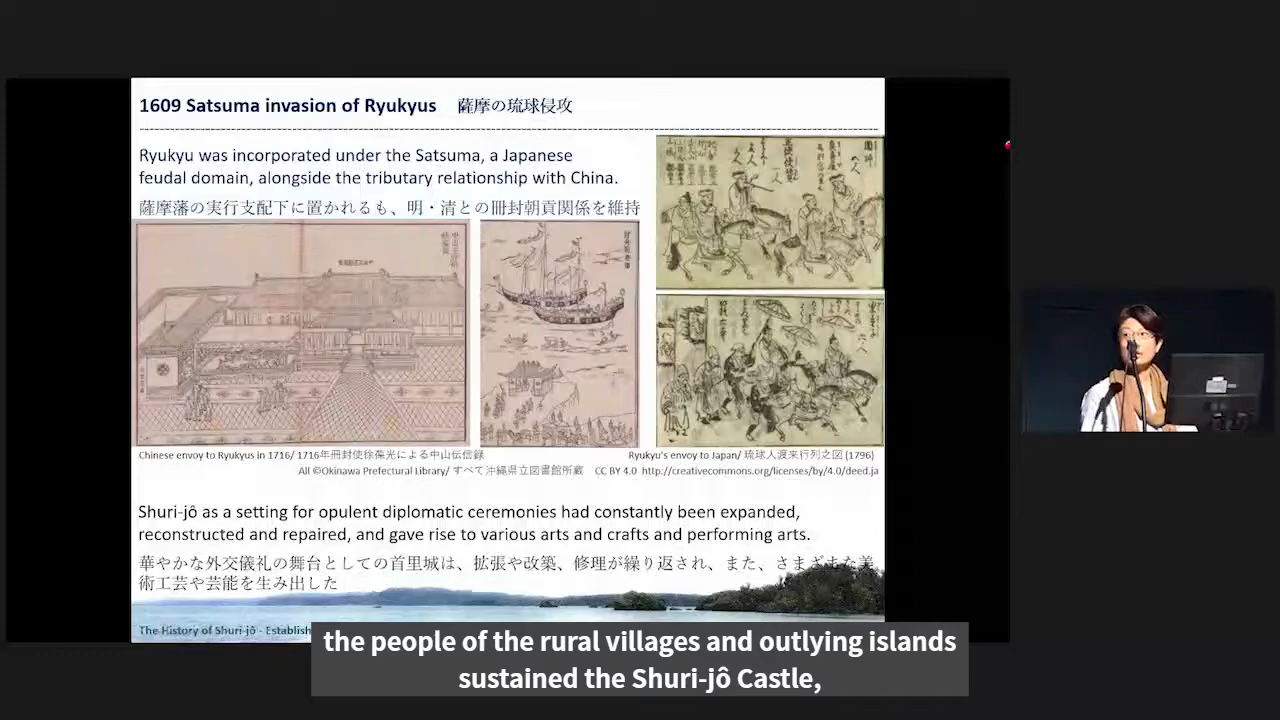 1609 Satsuma invasion of Ryukyus 薩摩の琉球侵攻
Ryukyu was incorporated under the Satsuma, a Japanese
feudal domain, alongside the tributary relationship with China.
薩摩藩の実行支配下に置かれるも、明・清との冊封朝貢関係を維持
Chinese envoy to Ryukyus in 1716/ 1716年冊封使徐葆光による中山伝信録
Ryukyu's envoy to Japan/ 琉球人渡来行列之図 (1796)
All ©Okinawa Prefectural Library/ すべて沖縄県立図書館所蔵 CC BY 4.0 http://creativecommons.org/licenses/by/4.0/deed.ja
Shuri-jô as a setting for opulent diplomatic ceremonies had constantly been expanded,
reconstructed and repaired, and gave rise to various arts and crafts and performing arts.
華やかな外交儀礼の舞台としての首里城は、拡張や改築、修理が繰り返され、また、さまざまな美
術工芸や芸能を生み出した
The History of Shuri-jô - Establish
the people of the rural villages and outlying islands
sustained the Shuri-jô Castle,